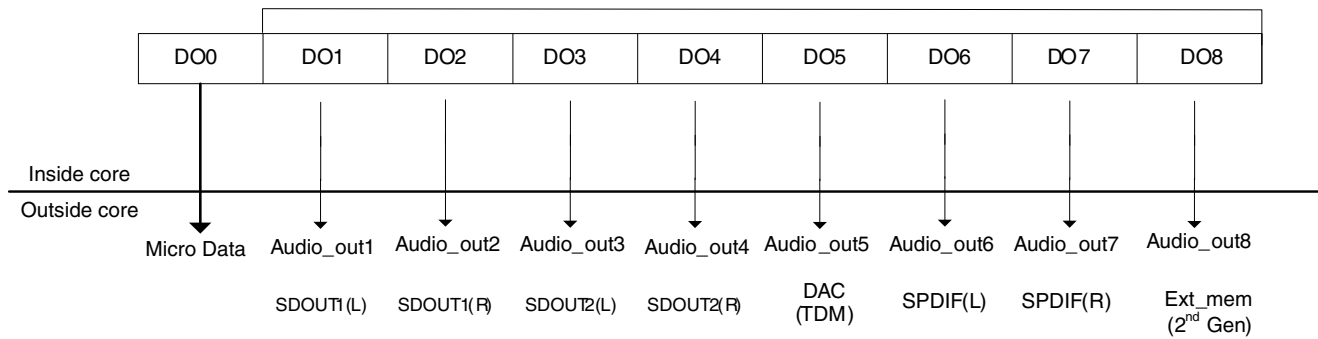 DO0 DO1 DO2 DO3 DO4 DO5 DO6 DO7 DO8
Inside core
Outside core
Micro Data Audio_out1 Audio_out2 Audio_out3 Audio_out4 Audio_out5 Audio_out6 Audio_out7 Audio_out8
SDOUT1(L) SDOUT1(R) SDOUT2(L) SDOUT2(R) DAC SPDIF(L) SPDIF(R) Ext_mem
(TDM) (2nd Gen)